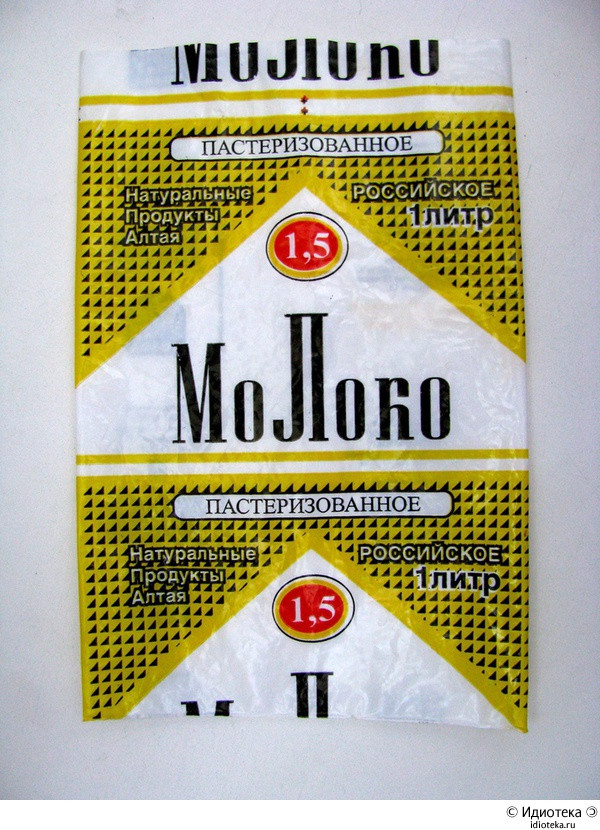 МоЛоко
ПАСТЕРИЗОВАННОЕ
Натуральные
Продукты
Алтая
РОССИЙСКОЕ
1литр
1,5
МоЛоко
ПАСТЕРИЗОВАННОЕ
Натуральные
Продукты
Алтая
РОССИЙСКОЕ
1литр
1,5
© Идиотека
idioteka.ru